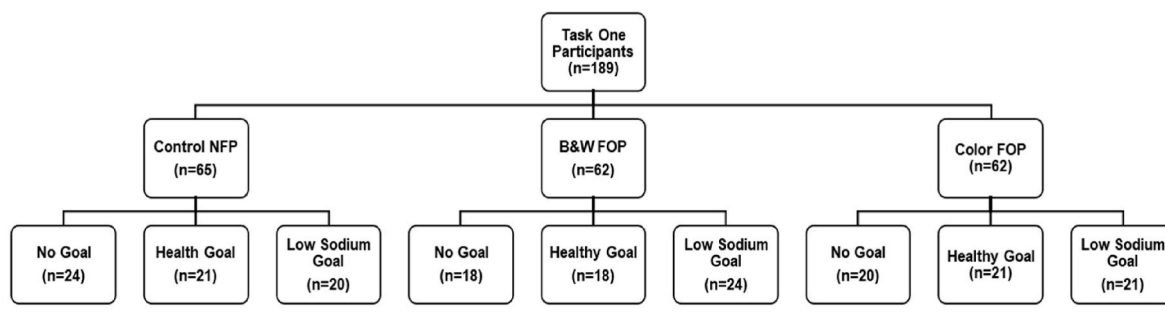 Task One
Participants
(n=189)
Control NFP
(n=65)
B&W FOP
(n=62)
Color FOP
(n=62)
No Goal
(n=24)
Health Goal
(n=21)
Low Sodium
Goal
(n=20)
No Goal
(n=18)
Healthy Goal
(n=18)
Low Sodium
Goal
(n=24)
No Goal
(n=20)
Healthy Goal
(n=21)
Low Sodium
Goal
(n=21)